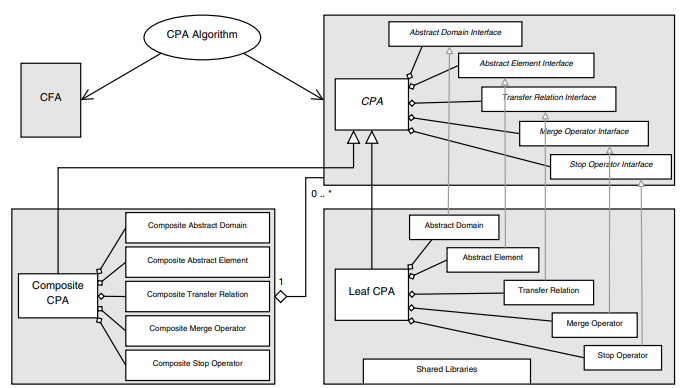 CPA Algorithm
CFA
Abstract Domain Interface
Abstract Element Interface
CPA
Transfer Relation Interface
Merge Operator Interface
Stop Operator Interface
0 .. *
1
Composite
CPA
Composite Abstract Domain
Composite Abstract Element
Composite Transfer Relation
Composite Merge Operator
Composite Stop Operator
Leaf CPA
Abstract Domain
Abstract Element
Transfer Relation
Merge Operator
Stop Operator
Shared Libraries